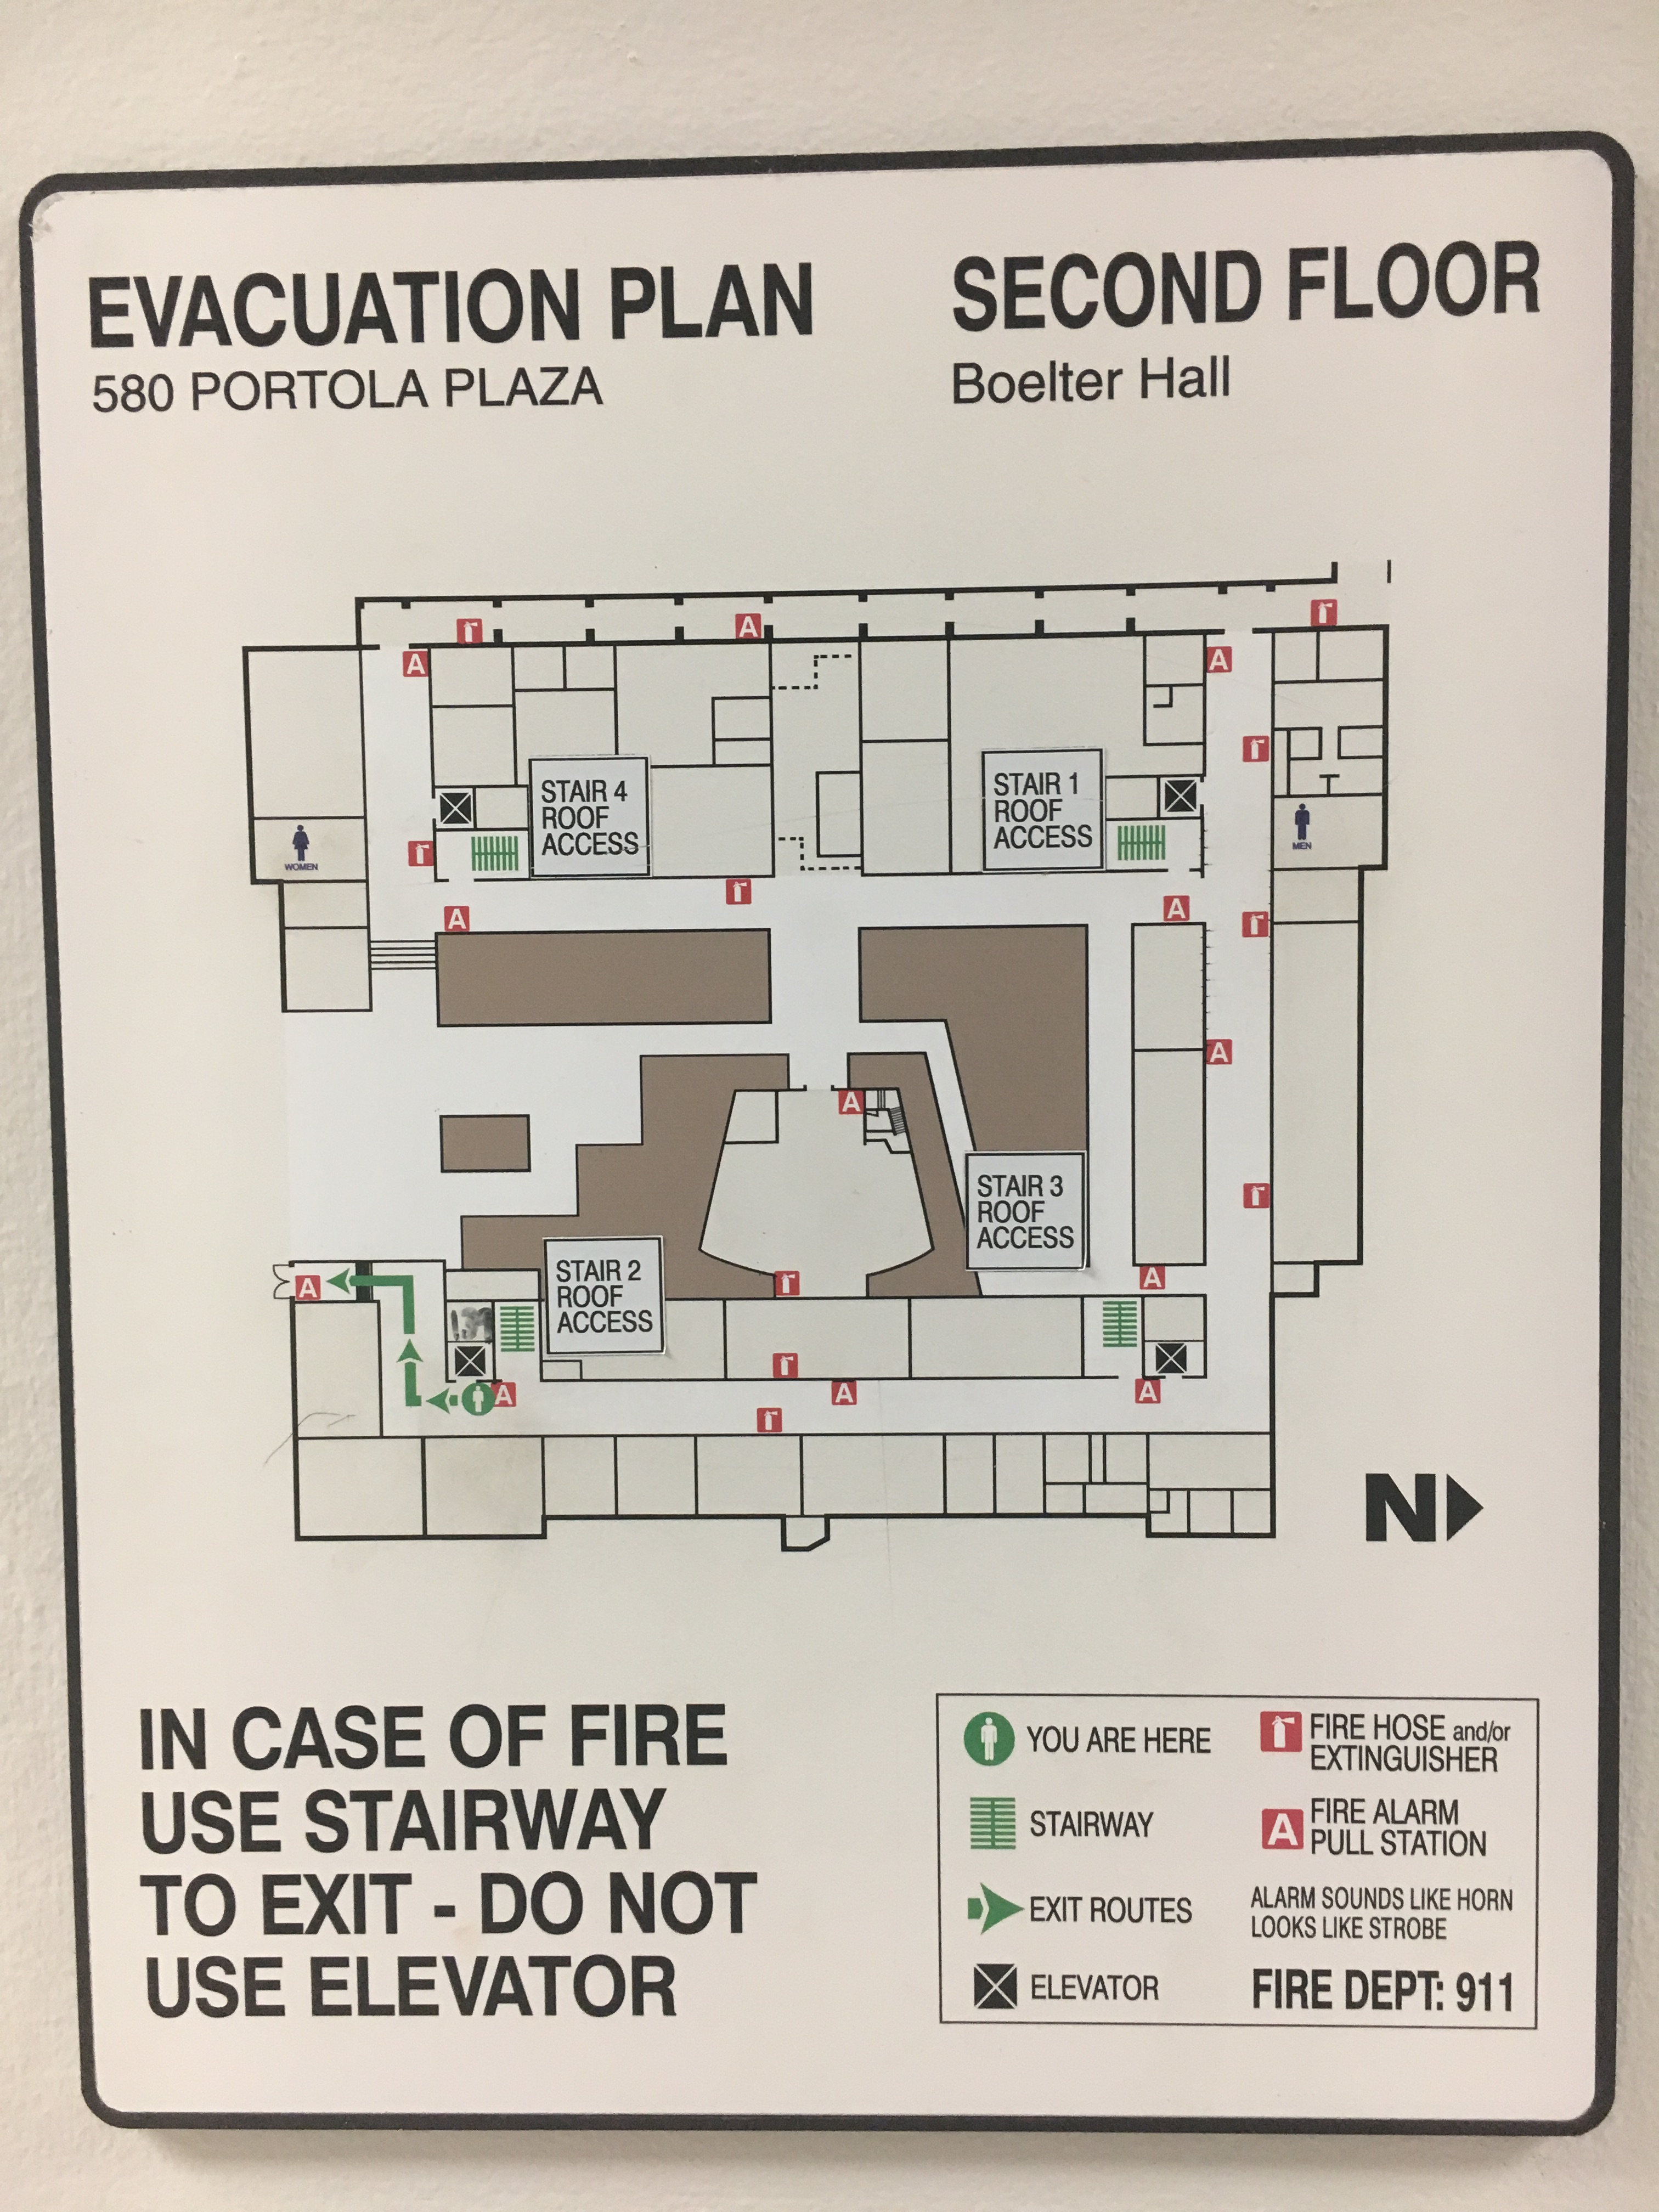 EVACUATION PLAN
580 PORTOLA PLAZA
SECOND FLOOR
Boelter Hall
A
A
A
A
STAIR 4
ROOF
ACCESS
STAIR 1
ROOF
ACCESS
WOMEN
MEN
A
A
A
A
STAIR 3
ROOF
ACCESS
STAIR 2
ROOF
ACCESS
A
A
A
A
A
N
IN CASE OF FIRE
USE STAIRWAY
TO EXIT - DO NOT
USE ELEVATOR
YOU ARE HERE
STAIRWAY
EXIT ROUTES
ELEVATOR
FIRE HOSE and/or
EXTINGUISHER
A FIRE ALARM
PULL STATION
ALARM SOUNDS LIKE HORN
LOOKS LIKE STROBE
FIRE DEPT: 911